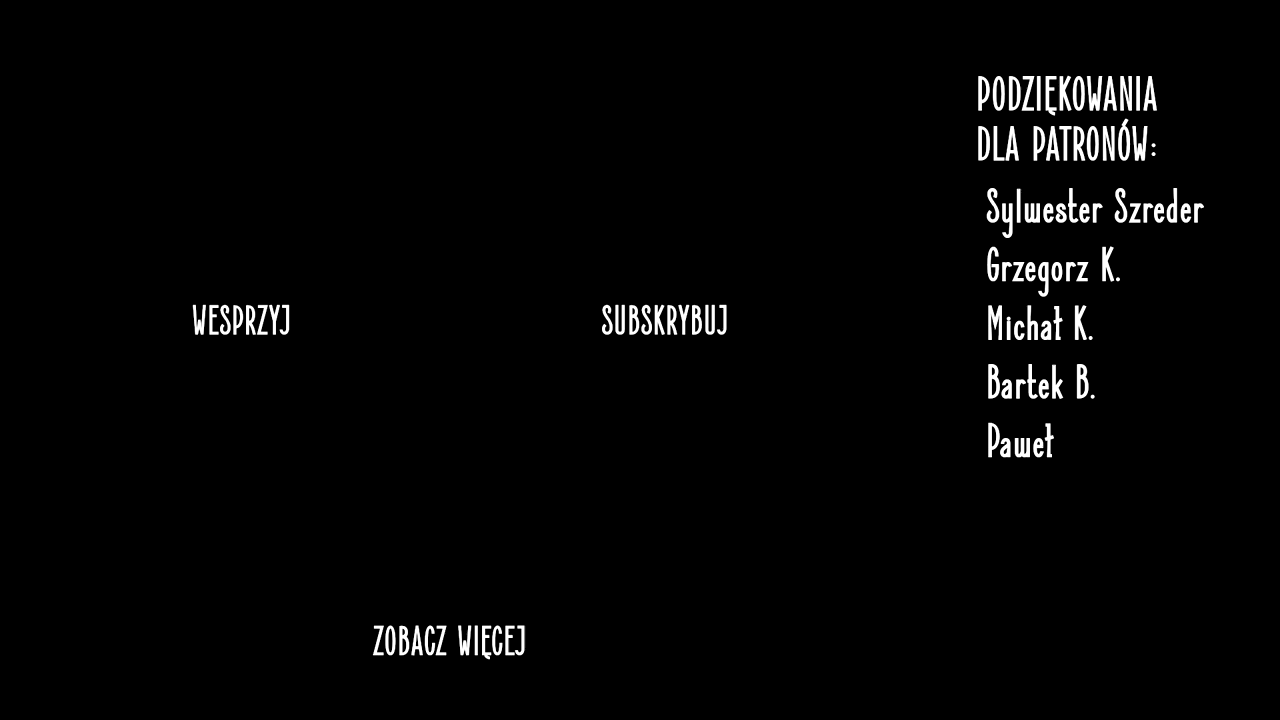 PODZIĘKOWANIA
DLA PATRONÓW:
Sylwester Szreder
Grzegorz K.
Michał K.
Bartek B.
Paweł
WESPRZYJ
SUBSKRYBUJ
ZOBACZ WIĘCEJ